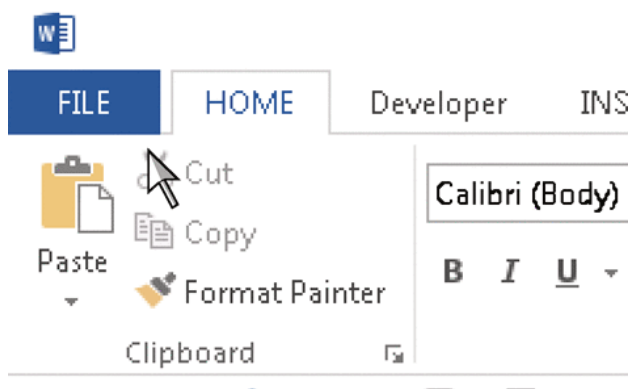 W
FILE HOME Developer INS
Cut
Calibri (Body)
Copy
Paste
B I U
Format Painter
Clipboard